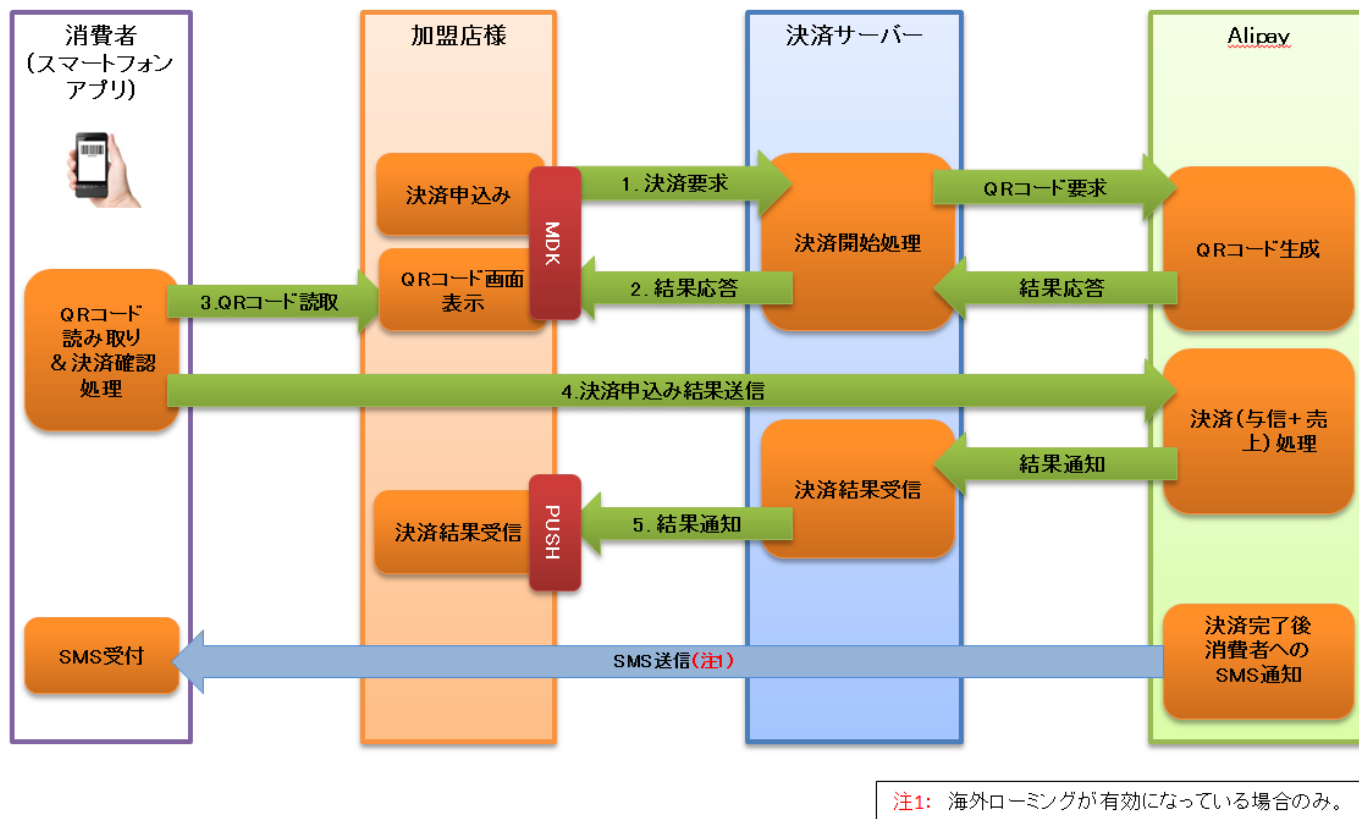 消費者
(スマートフォン
アプリ)
加盟店様
決済サーバー
Alipay
決済申込み
MDK
1. 決済要求
決済開始処理
QRコード要求
QRコード生成
QRコード画面
表示
2. 結果応答
結果応答
3.QRコード読取
QRコード
読み取り
＆決済確認
処理
4.決済申込み結果送信
決済(与信＋売
上)処理
結果通知
決済結果受信
5. 結果通知
PUSH
決済結果受信
SMS受付
SMS送信(注1)
決済完了後
消費者への
SMS通知
注1: 海外ローミングが有効になっている場合のみ。